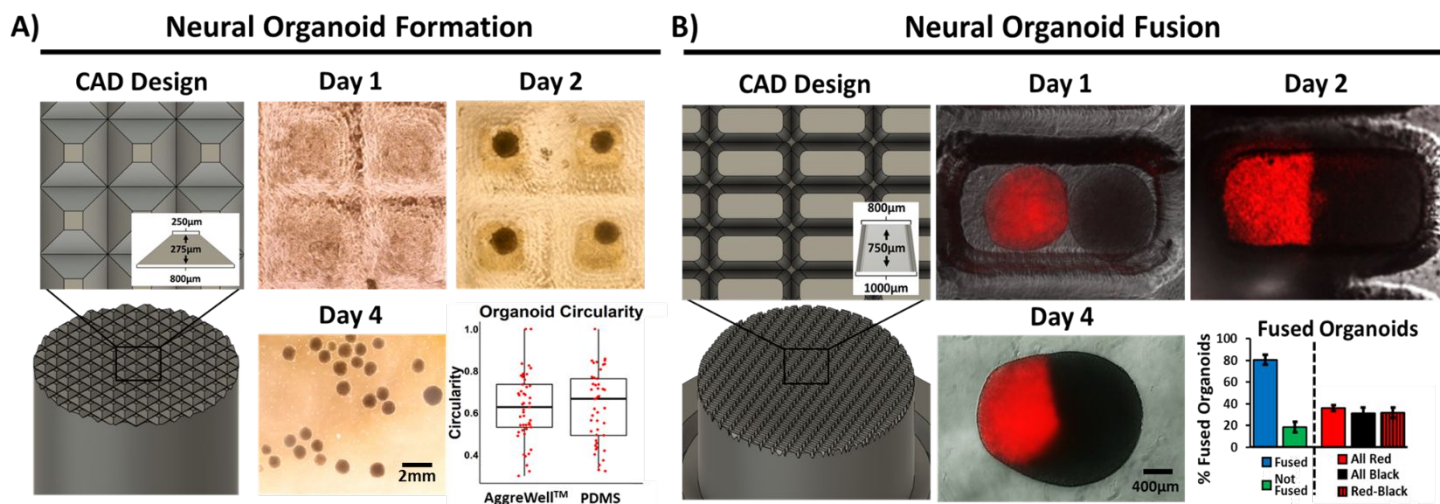 A)
Neural Organoid Formation
CAD Design
Day 1
Day 2
250μm
275μm
800μm
Day 4
2mm
Organoid Circularity
Circularity
1.0
0.8
0.6
0.4
AggreWell™
PDMS
B)
Neural Organoid Fusion
CAD Design
Day 1
Day 2
800μm
750μm
1000μm
Day 4
400μm
Fused Organoids
% Fused Organoids
100
80
60
40
20
0
Fused
Not
Fused
All Red
All Black
Red-Black